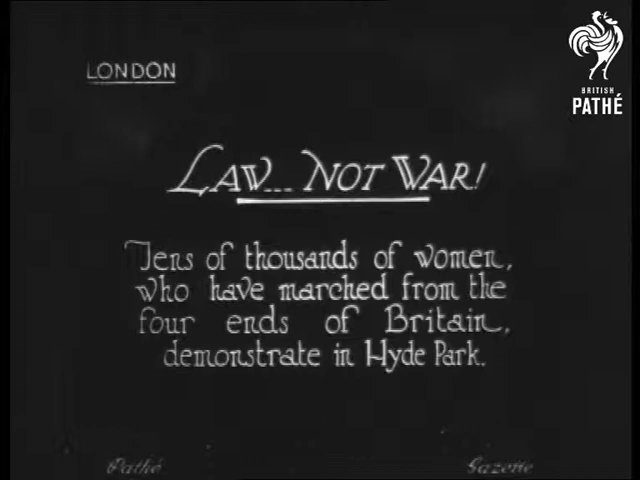 LONDON
BRITISH
PATHÉ
LAW... NOT WAR!
Tens of thousands of women,
who have marched from the
four ends of Britain,
demonstrate in Hyde Park.
Pathé Gazette